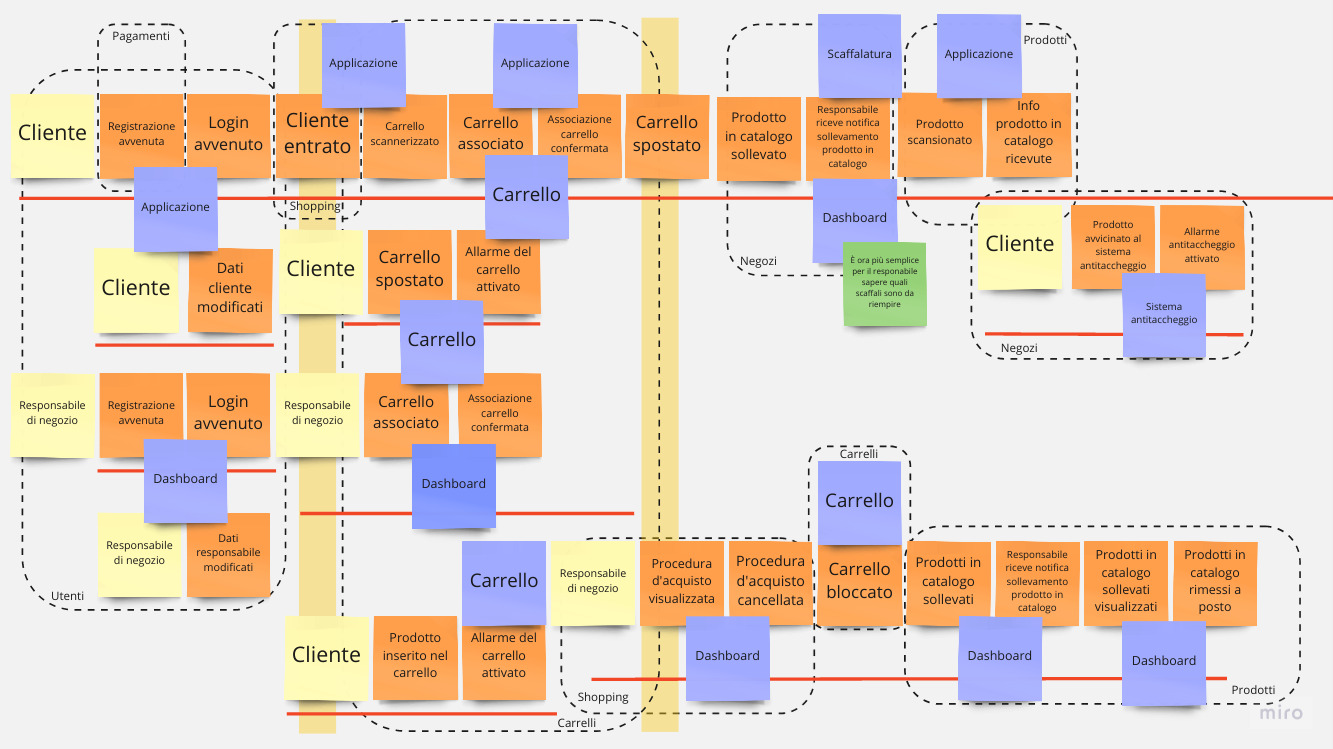 Pagamenti
Applicazione
Applicazione
Scaffalatura
Applicazione
Prodotti
Cliente
Registrazione
avvenuta
Login
avvenuto
Cliente
entrato
Carrello
scannerizzato
Carrello
associato
Associazione
carrello
confermata
Carrello
spostato
Prodotto
in catalogo
sollevato
Responsabile
riceve notifica
sollevamento
prodotto in
catalogo
Prodotto
scansionato
Info
prodotto in
catalogo
ricevute
Applicazione
Shopping
Carrello
Dashboard
Negozi
È ora più semplice
per il responabile
sapere quali
scaffali sono da
riempire
Cliente
Prodotto
avvicinato al
sistema
antitaccheggio
Allarme
antitaccheggio
attivato
Sistema
antitaccheggio
Negozi
Cliente
Dati
cliente
modificati
Cliente
Carrello
spostato
Allarme del
carrello
attivato
Carrello
Responsabile
di negozio
Registrazione
avvenuta
Login
avvenuto
Responsabile
di negozio
Carrello
associato
Associazione
carrello
confermata
Dashboard
Dashboard
Responsabile
di negozio
Dati
responsabile
modificati
Utenti
Carrelli
Carrello
Carrello
Responsabile
di negozio
Procedura
d'acquisto
visualizzata
Procedura
d'acquisto
cancellata
Carrello
bloccato
Prodotti in
catalogo
sollevati
Responsabile
riceve notifica
sollevamento
prodotto in
catalogo
Prodotti in
catalogo
sollevati
visualizzati
Prodotti in
catalogo
rimessi a
posto
Cliente
Prodotto
inserito nel
carrello
Allarme del
carrello
attivato
Dashboard
Dashboard
Dashboard
Shopping
Carrelli
Prodotti
miro